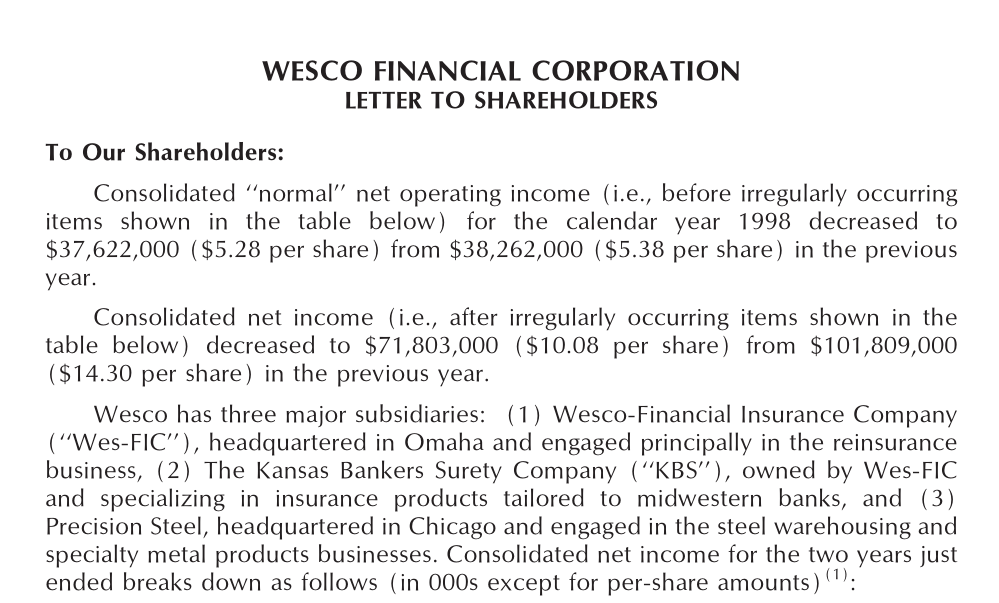 WESCO FINANCIAL CORPORATION
LETTER TO SHAREHOLDERS
To Our Shareholders:
Consolidated ‘‘normal’’ net operating income (i.e., before irregularly occurring
items shown in the table below) for the calendar year 1998 decreased to
$37,622,000 ($5.28 per share) from $38,262,000 ($5.38 per share) in the previous
year.
Consolidated net income (i.e., after irregularly occurring items shown in the
table below) decreased to $71,803,000 ($10.08 per share) from $101,809,000
($14.30 per share) in the previous year.
Wesco has three major subsidiaries: (1) Wesco-Financial Insurance Company
(‘‘Wes-FIC’’), headquartered in Omaha and engaged principally in the reinsurance
business, (2) The Kansas Bankers Surety Company (‘‘KBS’’), owned by Wes-FIC
and specializing in insurance products tailored to midwestern banks, and (3)
Precision Steel, headquartered in Chicago and engaged in the steel warehousing and
specialty metal products businesses. Consolidated net income for the two years just
ended breaks down as follows (in 000s except for per-share amounts)(1):